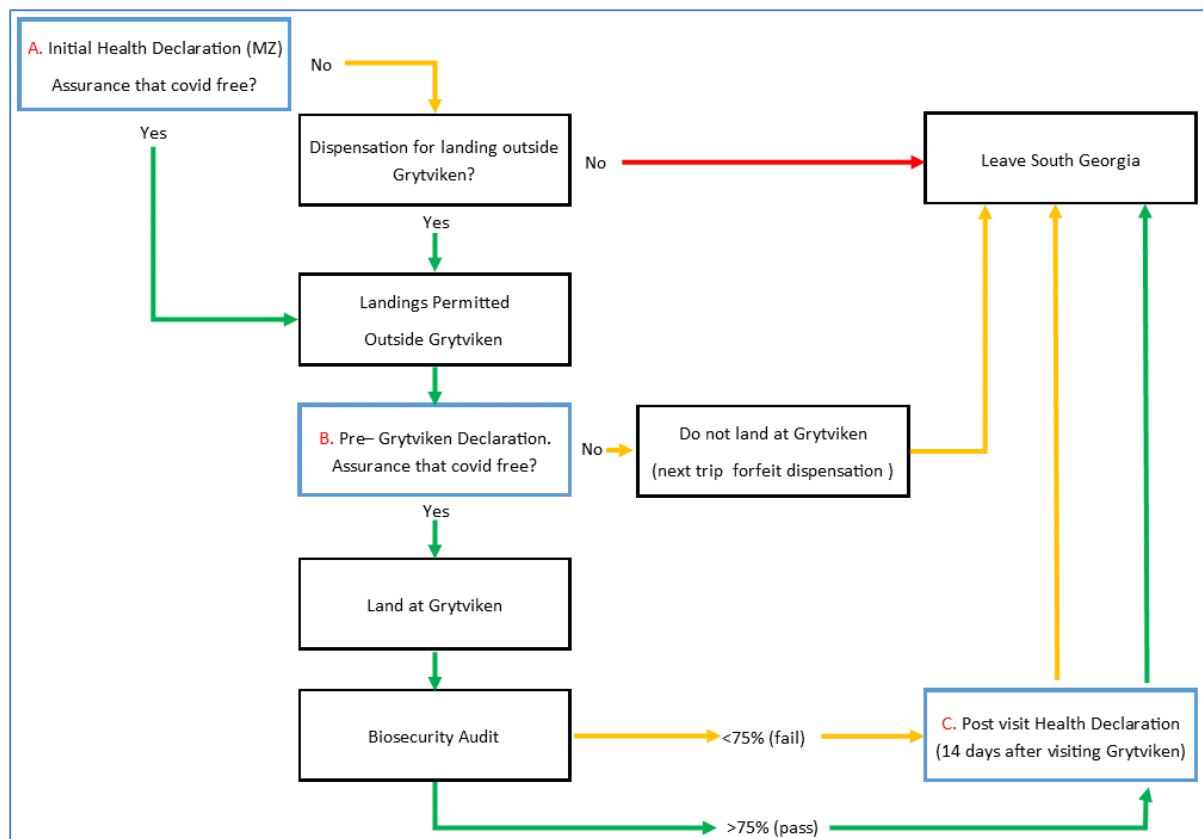 A. Initial Health Declaration (MZ)
Assurance that covid free?
No
Yes
Dispensation for landing outside
Grytviken?
No
Leave South Georgia
Yes
Landings Permitted
Outside Grytviken
B. Pre– Grytviken Declaration.
Assurance that covid free?
No
Do not land at Grytviken
(next trip  forfeit dispensation )
Yes
Land at Grytviken
Biosecurity Audit
<75% (fail)
C. Post visit Health Declaration
(14 days after visiting Grytviken)
>75% (pass)